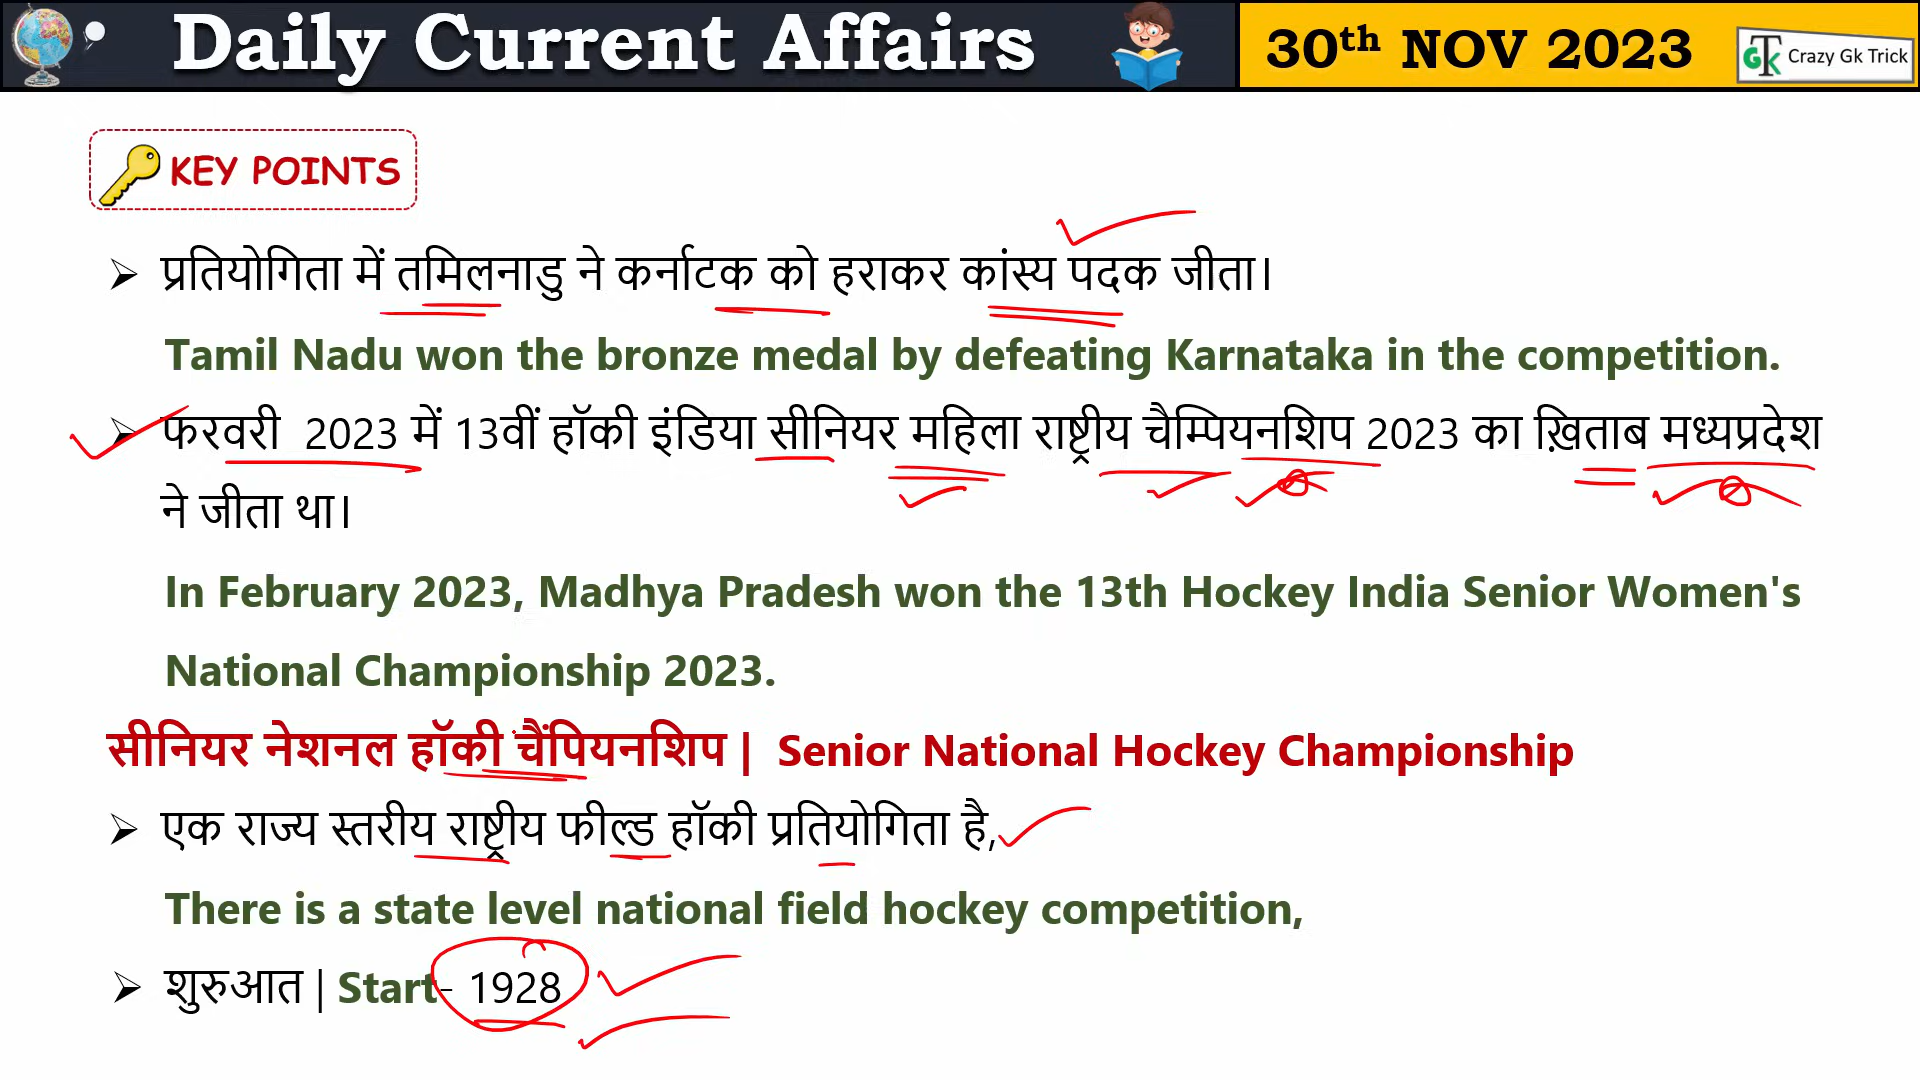 Daily Current Affairs
30th NOV 2023
GTK Crazy Gk Trick
KEY POINTS
➢ प्रतियोगिता में तमिलनाडु ने कर्नाटक को हराकर कांस्य पदक जीता।
Tamil Nadu won the bronze medal by defeating Karnataka in the competition.
➢ फरवरी 2023 में 13वीं हॉकी इंडिया सीनियर महिला राष्ट्रीय चैम्पियनशिप 2023 का ख़िताब मध्यप्रदेश
ने जीता था।
In February 2023, Madhya Pradesh won the 13th Hockey India Senior Women's
National Championship 2023.
सीनियर नेशनल हॉकी चैंपियनशिप | Senior National Hockey Championship
➢ एक राज्य स्तरीय राष्ट्रीय फील्ड हॉकी प्रतियोगिता है,
There is a state level national field hockey competition,
➢ शुरुआत | Start- 1928